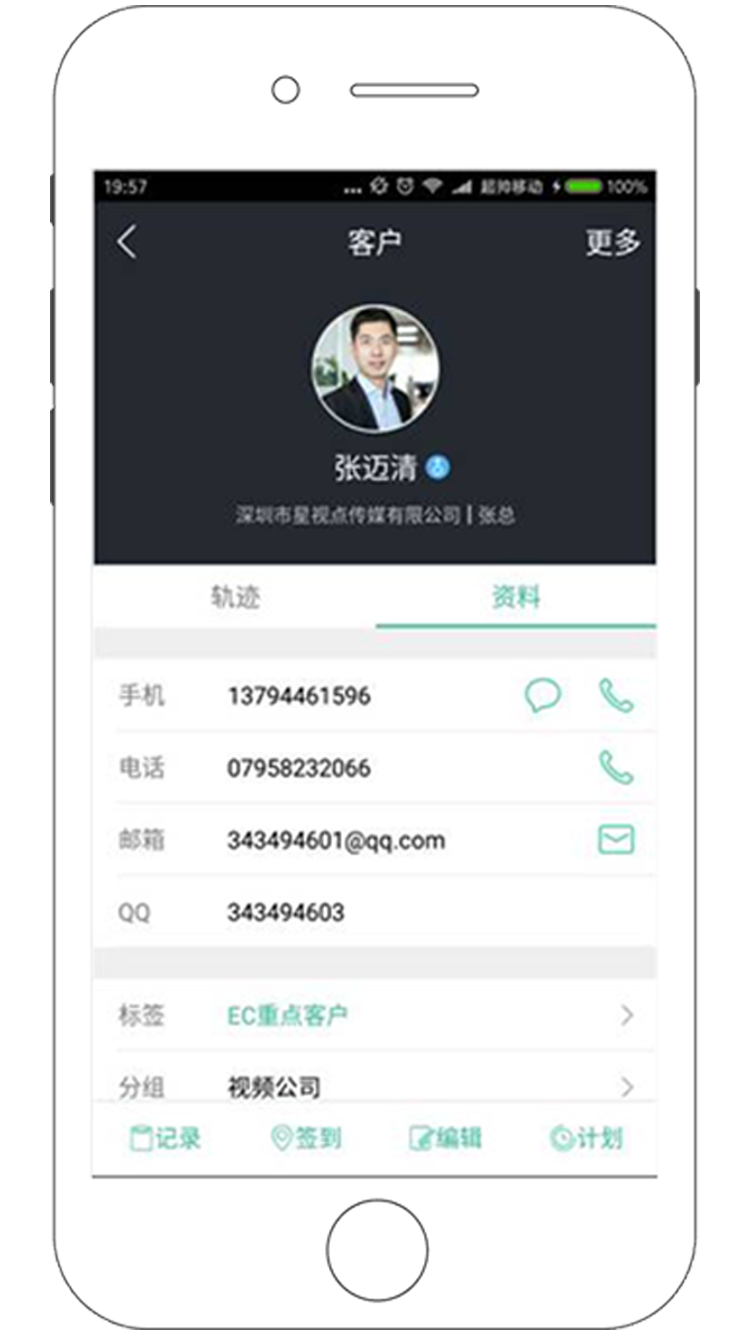 19:57 ... 超帅移动 100%
客户 更多
张迈清
深圳市星视点传媒有限公司 | 张总
轨迹 资料
手机 13794461596
电话 07958232066
邮箱 343494601@qq.com
QQ 343494603
标签 EC重点客户
分组 视频公司
记录 签到 编辑 计划